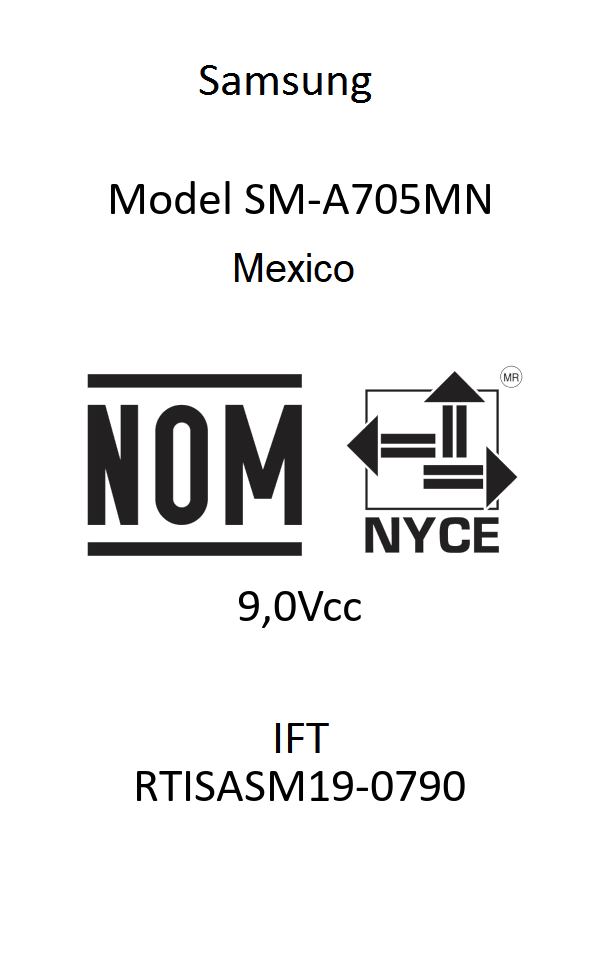 Samsung
Model SM-A705MN
Mexico
MR
NOM
NYCE
9,0Vcc
IFT
RTISASM19-0790